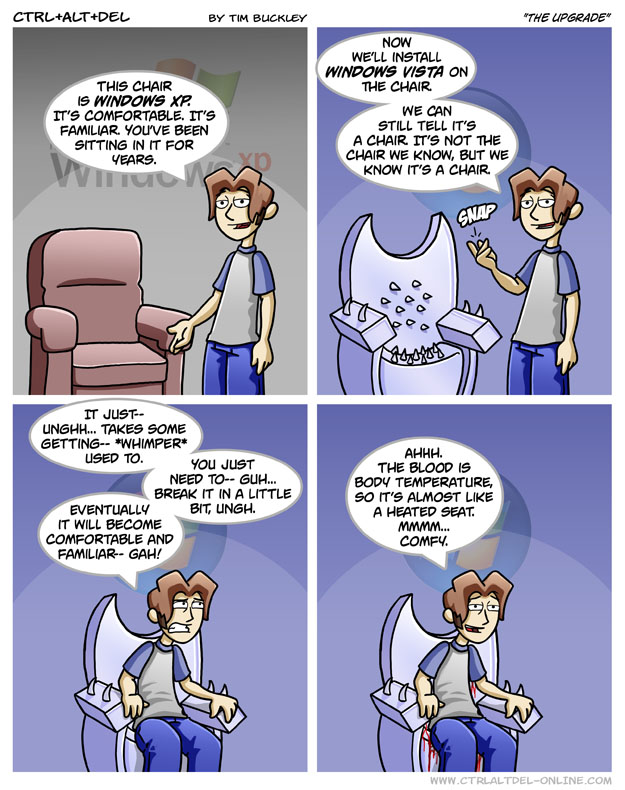 CTRL+ALT+DEL
BY TIM BUCKLEY
"THE UPGRADE"
THIS CHAIR
IS WINDOWS XP.
IT'S COMFORTABLE. IT'S
FAMILIAR. YOU'VE BEEN
SITTING IN IT FOR
YEARS.
Windows xp
NOW
WE'LL INSTALL
WINDOWS VISTA ON
THE CHAIR.
WE CAN
STILL TELL IT'S
A CHAIR. IT'S NOT THE
CHAIR WE KNOW, BUT WE
KNOW IT'S A CHAIR.
SNAP
IT JUST--
UNGHH... TAKES SOME
GETTING-- *WHIMPER*
USED TO.
YOU JUST
NEED TO-- GUH...
BREAK IT IN A LITTLE
BIT, UNGH.
EVENTUALLY
IT WILL BECOME
COMFORTABLE AND
FAMILIAR-- GAH!
AHHH.
THE BLOOD IS
BODY TEMPERATURE,
SO IT'S ALMOST LIKE
A HEATED SEAT.
MMMM...
COMFY.
WWW.CTRLALTDEL-ONLINE.COM